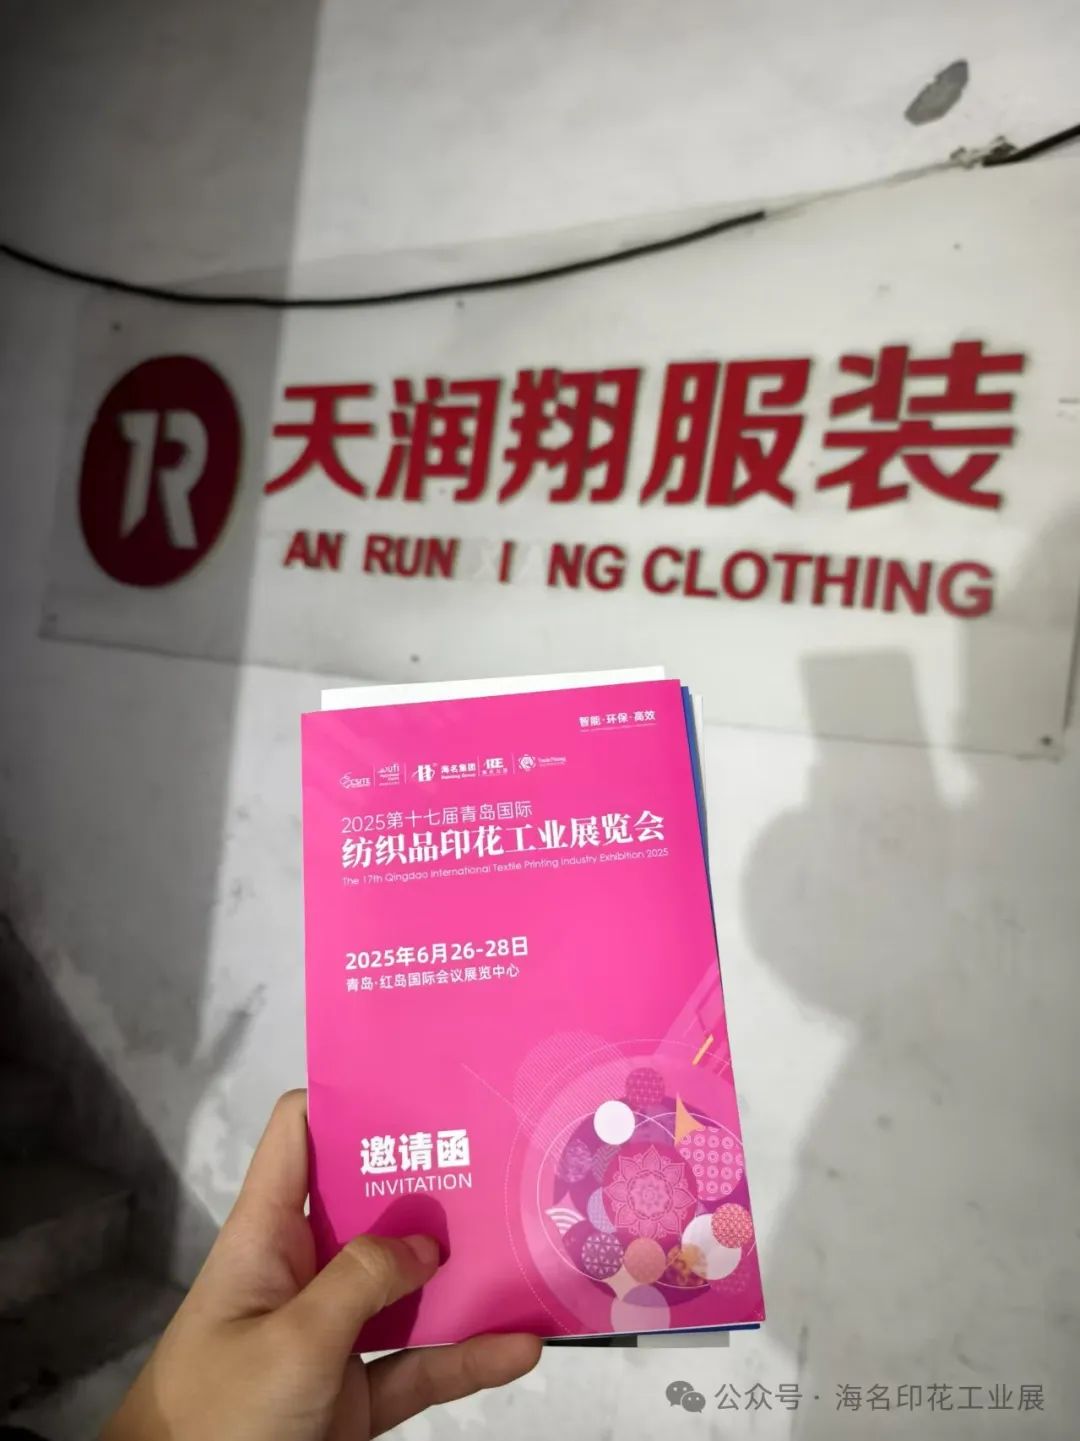 天润翔服装
AN RUN I NG CLOTHING
智能·环保·高效
CSITE
ufi
海名集团
Haiming Group
2025第十七届青岛国际
纺织品印花工业展览会
The 17th Qingdao International Textile Printing Industry Exhibition 2025
2025年6月26-28日
青岛·红岛国际会议展览中心
邀请函
INVITATION
公众号·海名印花工业展